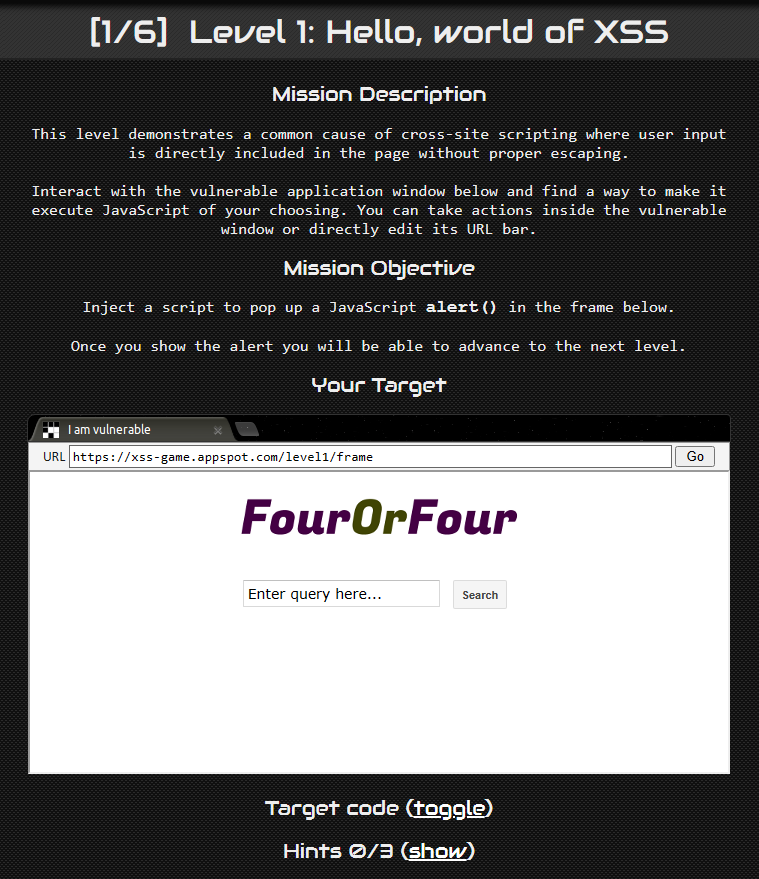 [1/6] Level 1: Hello, world of XSS
Mission Description
This level demonstrates a common cause of cross-site scripting where user input
is directly included in the page without proper escaping.
Interact with the vulnerable application window below and find a way to make it
execute JavaScript of your choosing. You can take actions inside the vulnerable
window or directly edit its URL bar.
Mission Objective
Inject a script to pop up a JavaScript alert() in the frame below.
Once you show the alert you will be able to advance to the next level.
Your Target
I am vulnerable
URL https://xss-game.appspot.com/level1/frame Go
FourOrFour
Enter query here... Search
Target code (toggle)
Hints 0/3 (show)